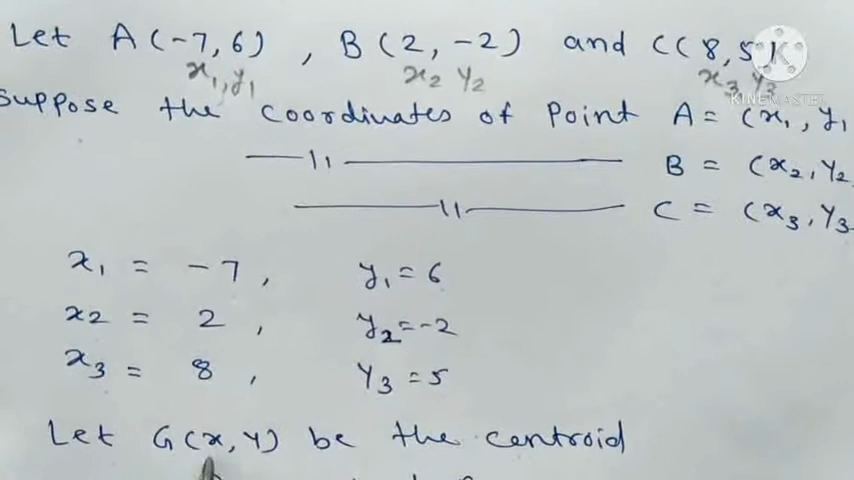 Let A(-7,6) , B(2,-2) and C(8,5)
x1,y1 x2 y2 x3 y3
KINEMASTER
Suppose the coordinates of Point A = (x1, y1
—〃— B = (x2, y2
—〃— C = (x3, y3
x1 = -7, y1 = 6
x2 = 2, y2 = -2
x3 = 8, y3 = 5
Let G(x,y) be the centroid